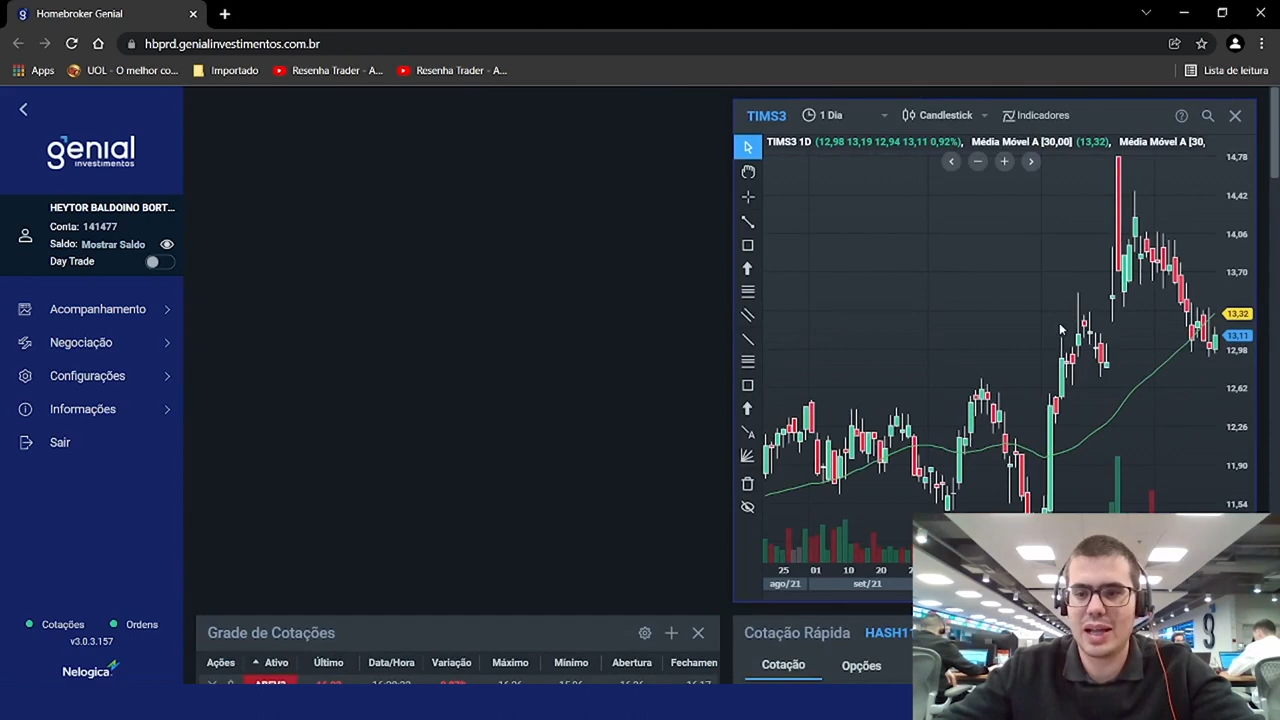 Homebroker Genial
hbprd.genialinvestimentos.com.br
Apps
UOL - O melhor co...
Importado
Resenha Trader - A...
Resenha Trader - A...
Lista de leitura
genial
investimentos
HEYTOR BALDOINO BORT...
Conta: 141477
Saldo: Mostrar Saldo
Day Trade
Acompanhamento
Negociação
Configurações
Informações
Sair
Cotações
Ordens
v3.0.3.157
Nelogica
TIMS3
1 Dia
Candlestick
Indicadores
TIMS3 1D (12,98 13,19 12,94 13,11 0,92%), Média Móvel A [30,00] (13,32), Média Móvel A [30,
14,78
14,42
14,06
13,70
13,32
13,11
12,98
12,62
12,26
11,90
11,54
25
01
10
20
ago/21
set/21
Grade de Cotações
Ações
Ativo
Último
Data/Hora
Variação
Máximo
Mínimo
Abertura
Fechamen
Cotação Rápida
HASH11
Cotação
Opções